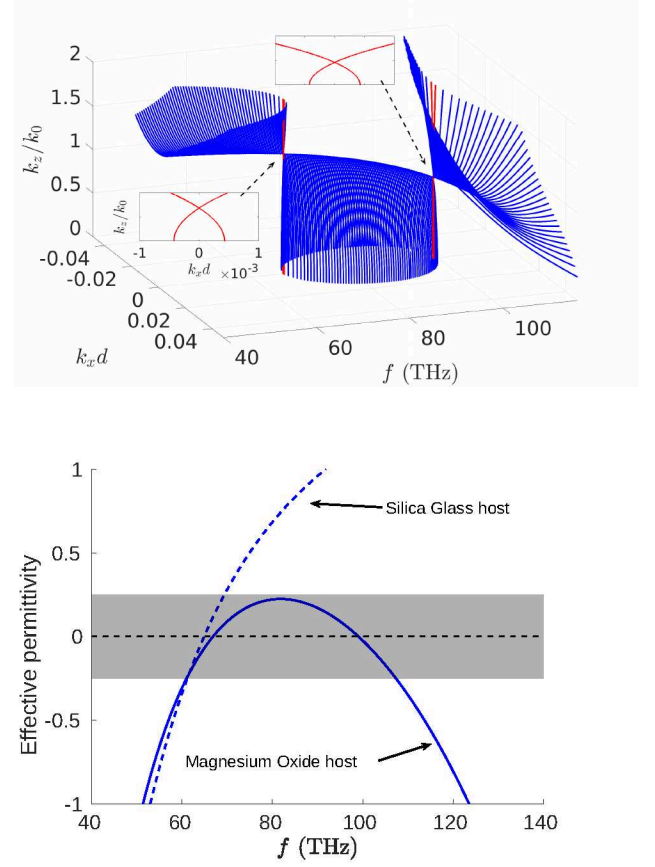 2
1.5
1
0.5
0
k_z/k_0
-0.04
-0.02
0
0.02
0.04
k_x d
40
60
80
100
f (THz)
k_z/k_0
-1 0 1
k_x d ×10^-3
1
0.5
0
-0.5
-1
Effective permittivity
Silica Glass host
Magnesium Oxide host
40 60 80 100 120 140
f (THz)